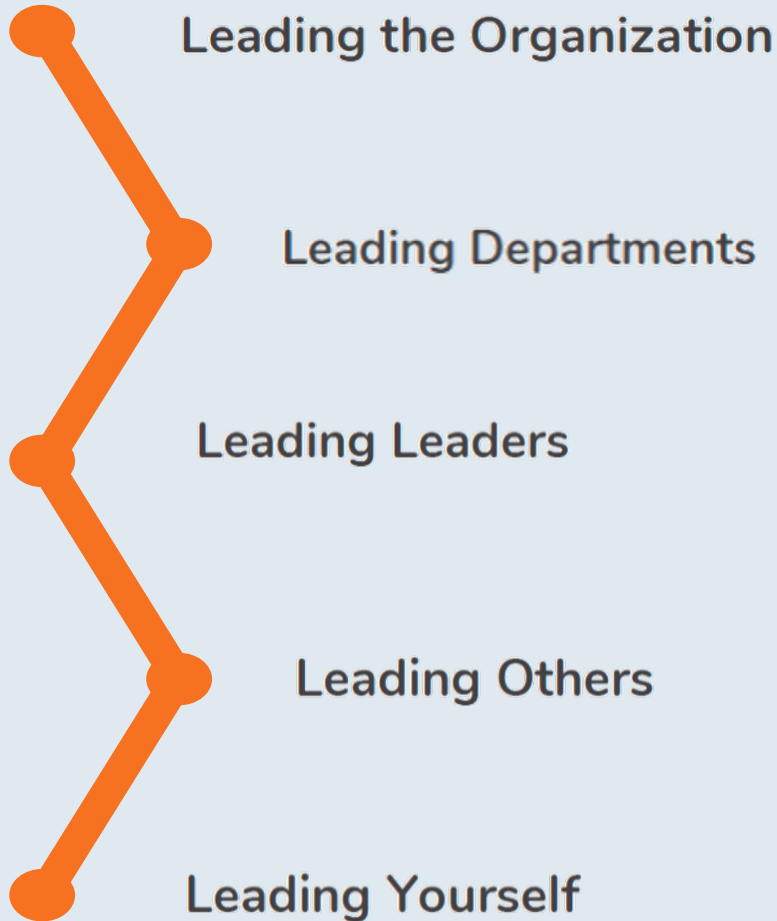 Leading the Organization
Leading Departments
Leading Leaders
Leading Others
Leading Yourself